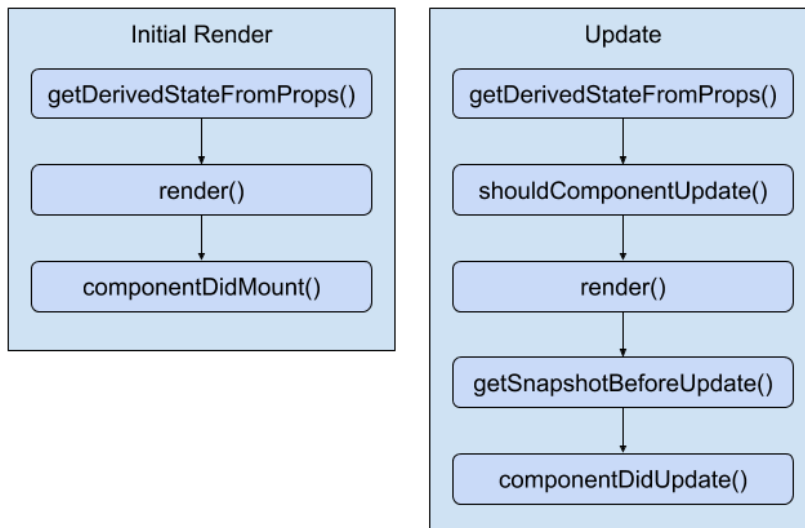 Initial Render
getDerivedStateFromProps()
render()
componentDidMount()
Update
getDerivedStateFromProps()
shouldComponentUpdate()
render()
getSnapshotBeforeUpdate()
componentDidUpdate()